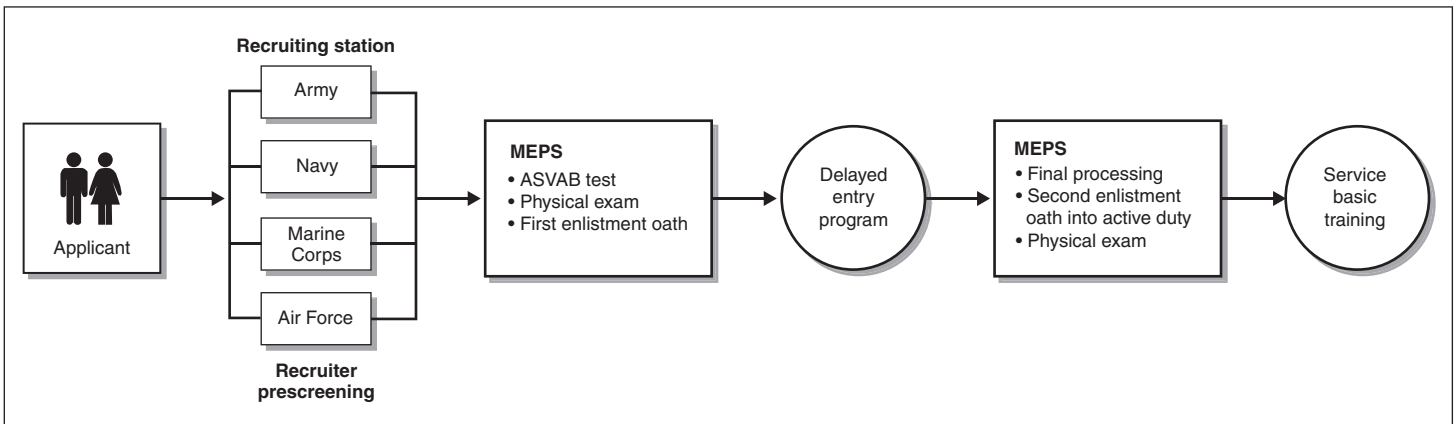 Recruiting station
Army
Navy
Marine
Corps
Air Force
Recruiter
prescreening
Applicant
MEPS
• ASVAB test
• Physical exam
• First enlistment oath
Delayed
entry
program
MEPS
• Final processing
• Second enlistment
oath into active duty
• Physical exam
Service
basic
training